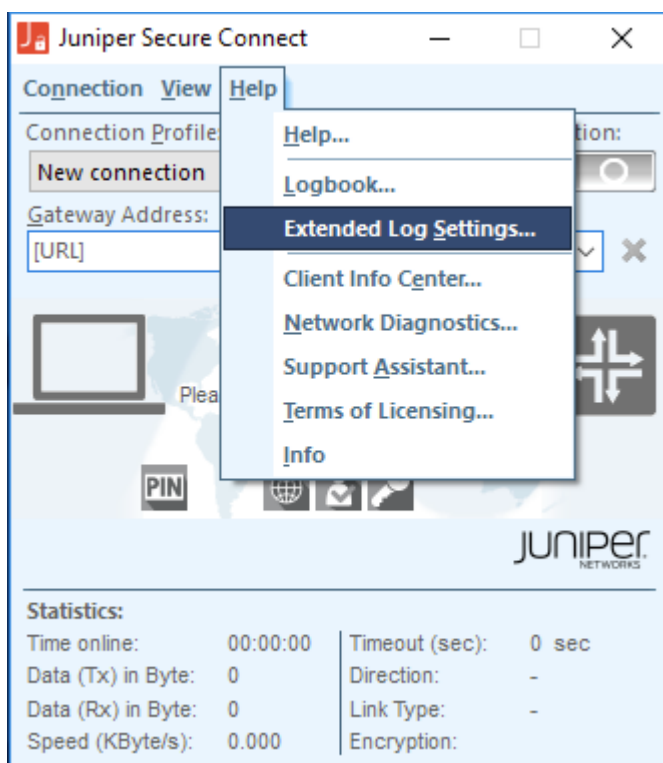 Juniper Secure Connect
Connection View Help
Connection Profile
tion:
New connection
Gateway Address:
[URL]
Help...
Logbook...
Extended Log Settings...
Client Info Center...
Network Diagnostics...
Support Assistant...
Terms of Licensing...
Info
Plea
PIN
JUNIPER
NETWORKS
Statistics:
Time online: 00:00:00 Timeout (sec): 0 sec
Data (Tx) in Byte: 0 Direction: -
Data (Rx) in Byte: 0 Link Type: -
Speed (KByte/s): 0.000 Encryption: